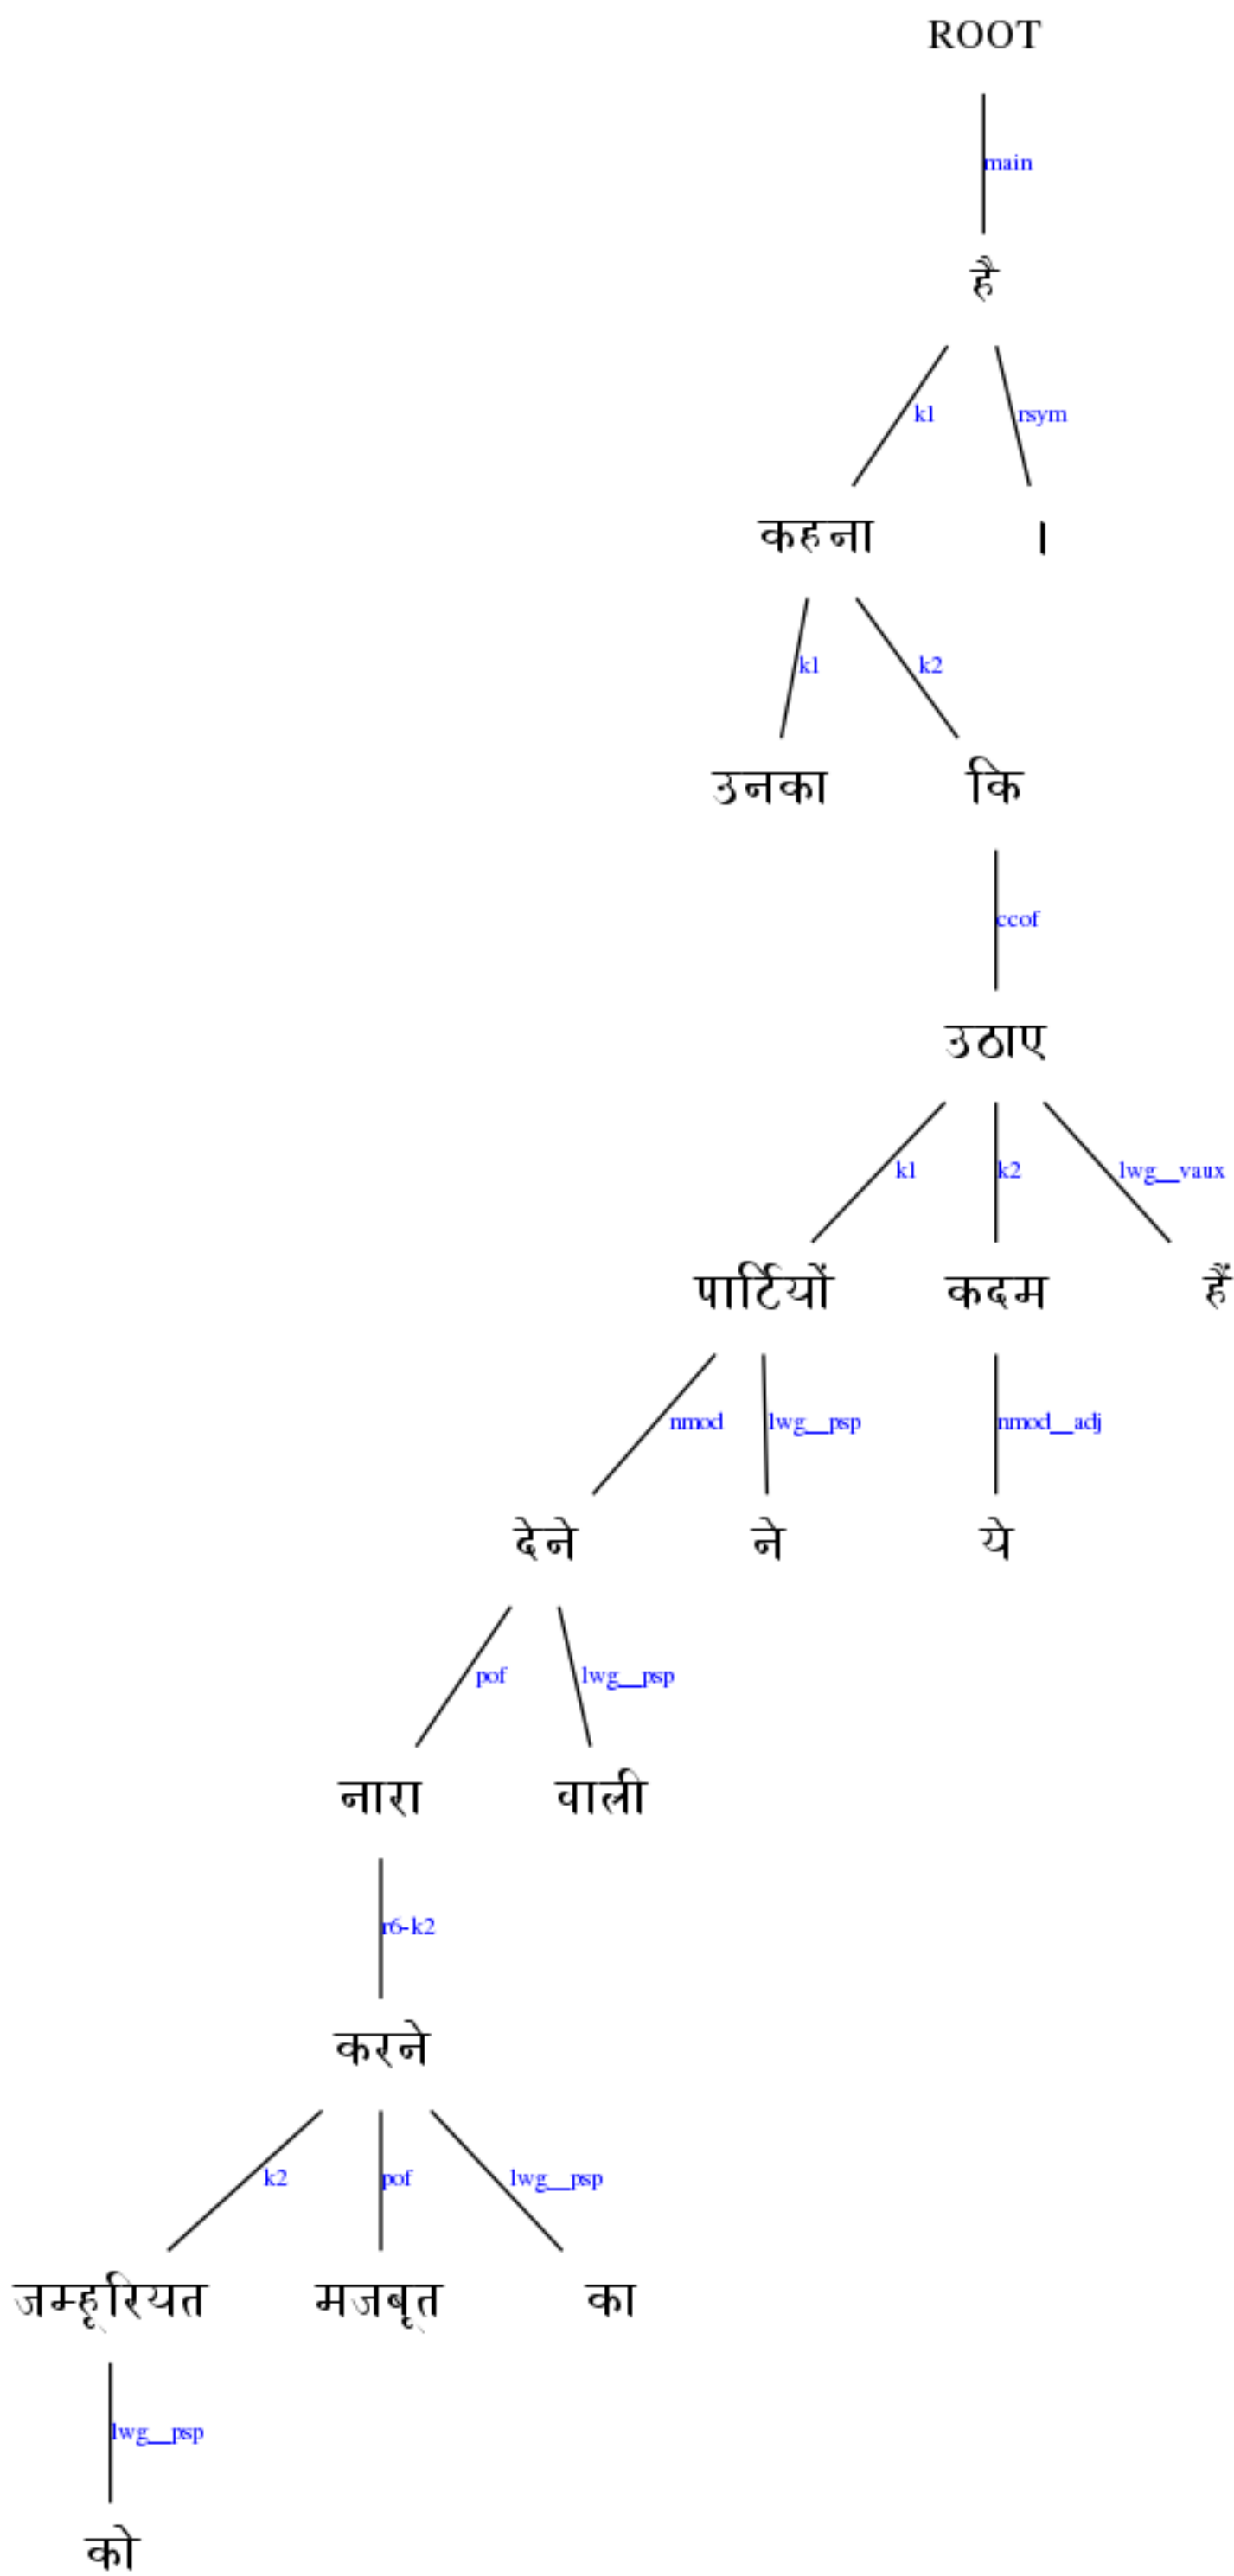 ROOT
main
है
k1 rsym
कहना ।
k1 k2
उनका कि
ccof
उठाए
k1 k2 lwg__vaux
पार्टियों कदम हैं
nmod lwg__psp nmod__adj
देने ने ये
pof lwg__psp
नारा वाली
r6-k2
करने
k2 pof lwg__psp
जम्हूरियत मजबूत का
lwg__psp
को